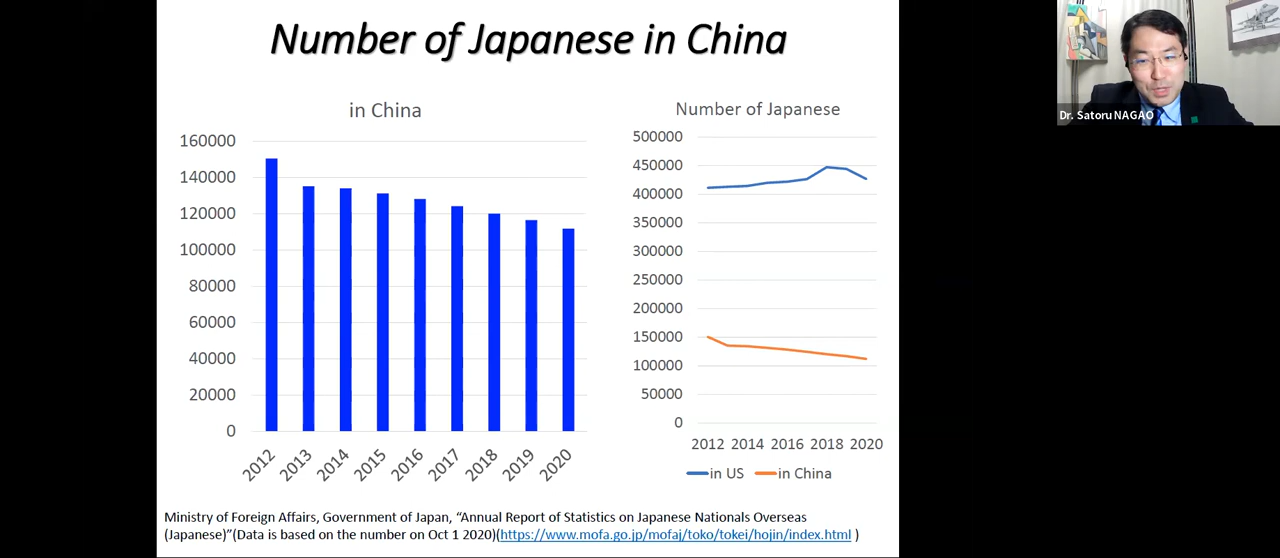 Number of Japanese in China
in China
160000
140000
120000
100000
80000
60000
40000
20000
0
2012 2013 2014 2015 2016 2017 2018 2019 2020
Number of Japanese
500000
450000
400000
350000
300000
250000
200000
150000
100000
50000
0
2012 2014 2016 2018 2020
in US in China
Ministry of Foreign Affairs, Government of Japan, “Annual Report of Statistics on Japanese Nationals Overseas
(Japanese)”(Data is based on the number on Oct 1 2020)(https://www.mofa.go.jp/mofaj/toko/tokei/hojin/index.html )
Dr. Satoru NAGAO